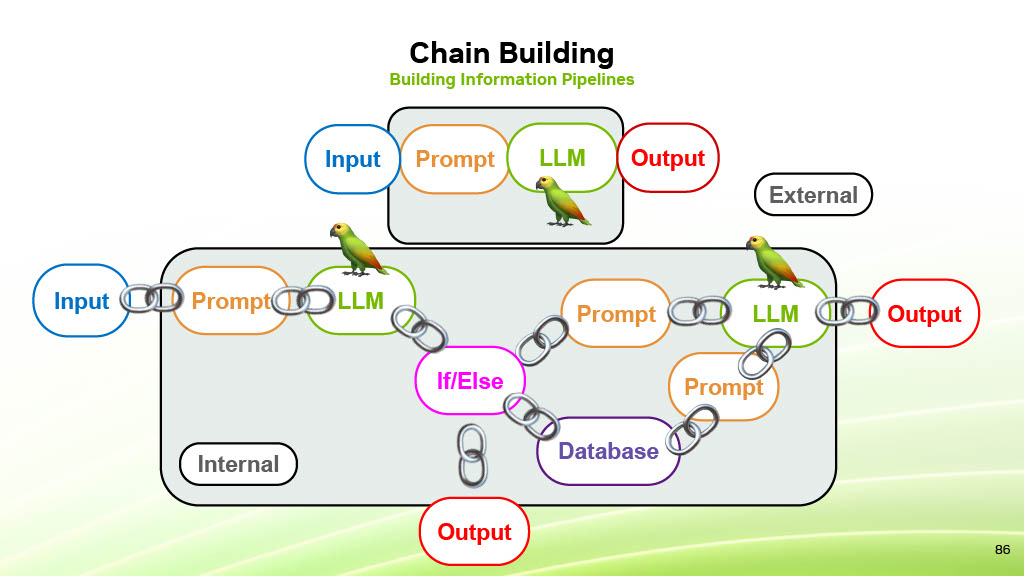 Chain Building
Building Information Pipelines
Input
Prompt
LLM
Output
External
Input
Prompt
LLM
Prompt
LLM
Output
If/Else
Prompt
Database
Internal
Output
86